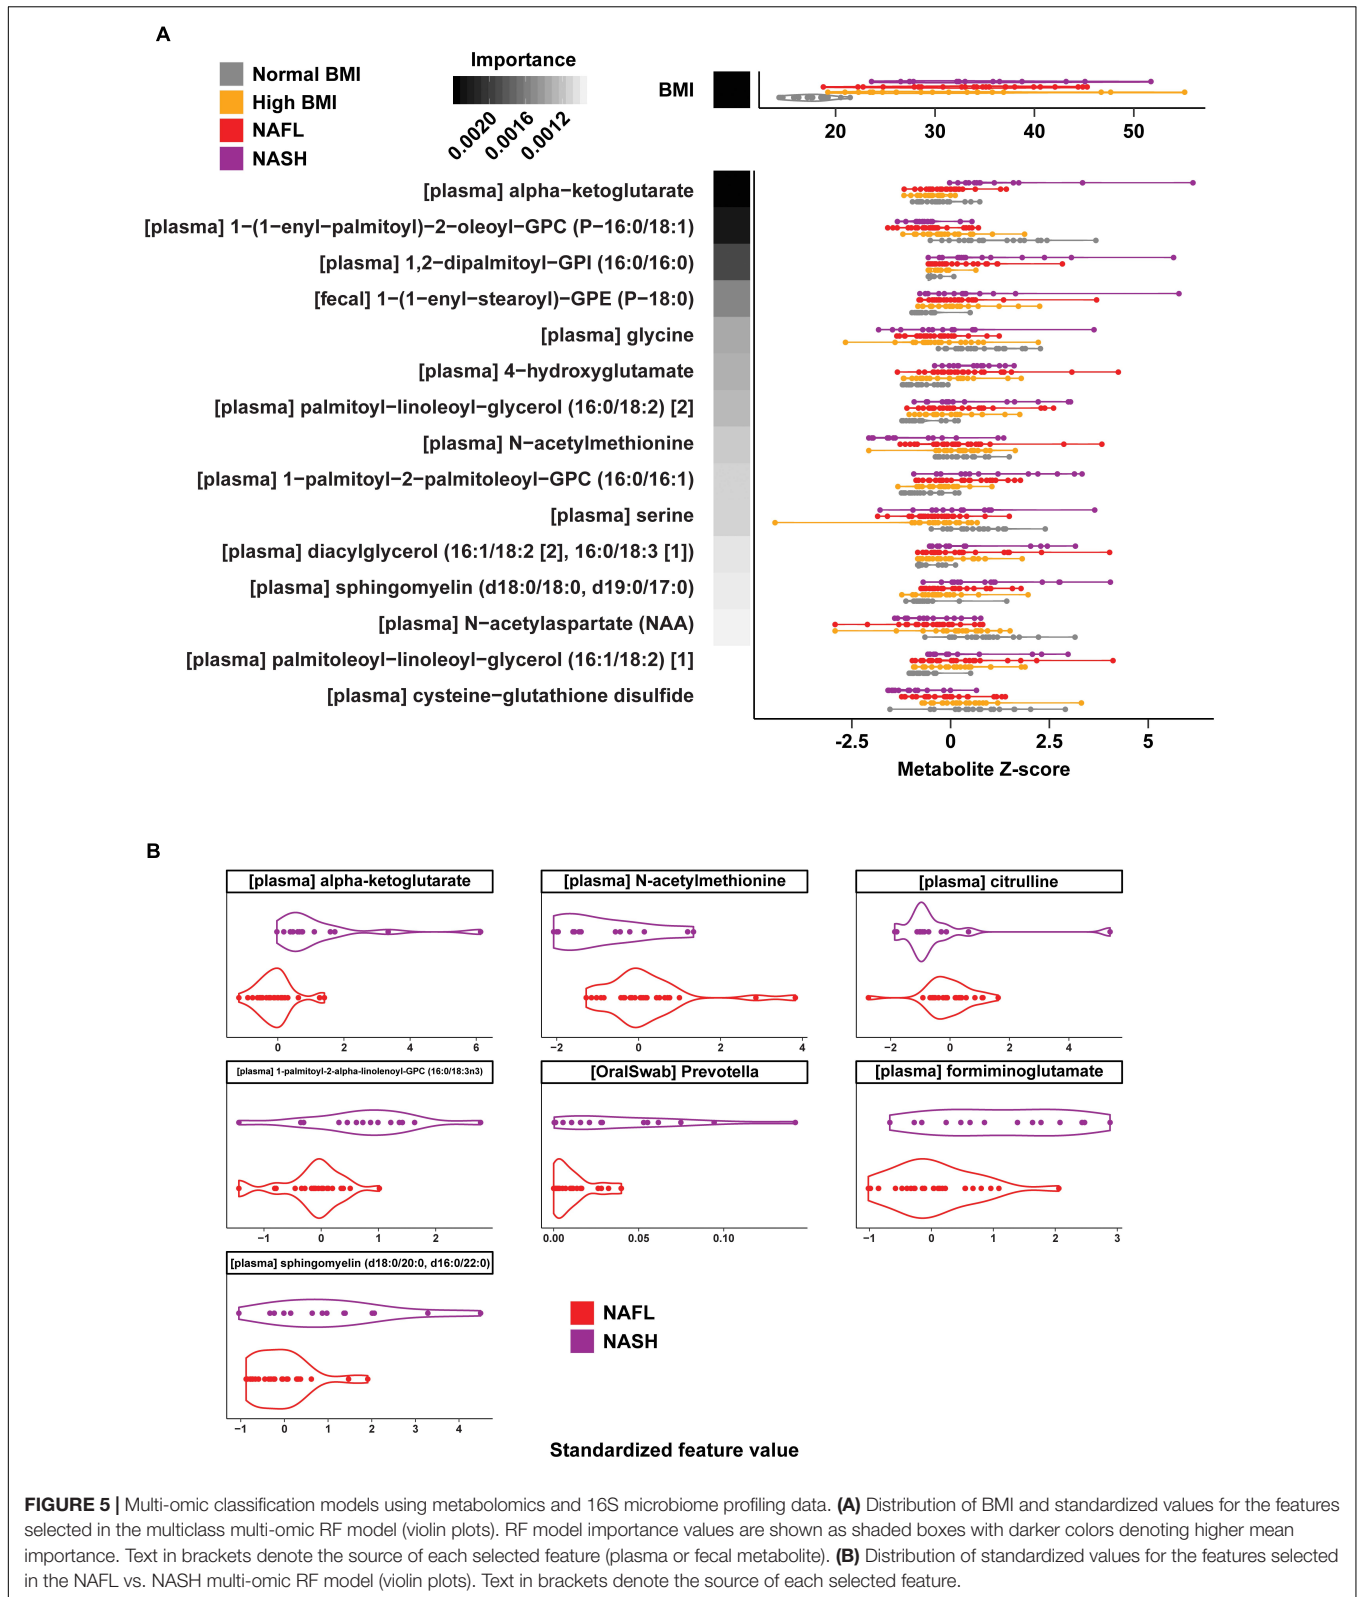 A
Normal BMI
High BMI
NAFL
NASH
Importance
0.0020
0.0016
0.0012
BMI
20 30 40 50
[plasma] alpha−ketoglutarate
[plasma] 1−(1−enyl−palmitoyl)−2−oleoyl−GPC (P−16:0/18:1)
[plasma] 1,2−dipalmitoyl−GPI (16:0/16:0)
[fecal] 1−(1−enyl−stearoyl)−GPE (P−18:0)
[plasma] glycine
[plasma] 4−hydroxyglutamate
[plasma] palmitoyl−linoleoyl−glycerol (16:0/18:2) [2]
[plasma] N−acetylmethionine
[plasma] 1−palmitoyl−2−palmitoleoyl−GPC (16:0/16:1)
[plasma] serine
[plasma] diacylglycerol (16:1/18:2 [2], 16:0/18:3 [1])
[plasma] sphingomyelin (d18:0/18:0, d19:0/17:0)
[plasma] N−acetylaspartate (NAA)
[plasma] palmitoleoyl−linoleoyl−glycerol (16:1/18:2) [1]
[plasma] cysteine−glutathione disulfide
-2.5 0 2.5 5
Metabolite Z-score
B
[plasma] alpha-ketoglutarate
0 2 4 6
[plasma] N-acetylmethionine
−2 0 2 4
[plasma] citrulline
−2 0 2 4
[plasma] 1-palmitoyl-2-alpha-linolenoyl-GPC (16:0/18:3n3)
−1 0 1 2
[OralSwab] Prevotella
0.00 0.05 0.10
[plasma] formiminoglutamate
−1 0 1 2 3
[plasma] sphingomyelin (d18:0/20:0, d16:0/22:0)
−1 0 1 2 3 4
NAFL
NASH
Standardized feature value
FIGURE 5 | Multi-omic classification models using metabolomics and 16S microbiome profiling data. (A) Distribution of BMI and standardized values for the features
selected in the multiclass multi-omic RF model (violin plots). RF model importance values are shown as shaded boxes with darker colors denoting higher mean
importance. Text in brackets denote the source of each selected feature (plasma or fecal metabolite). (B) Distribution of standardized values for the features selected
in the NAFL vs. NASH multi-omic RF model (violin plots). Text in brackets denote the source of each selected feature.